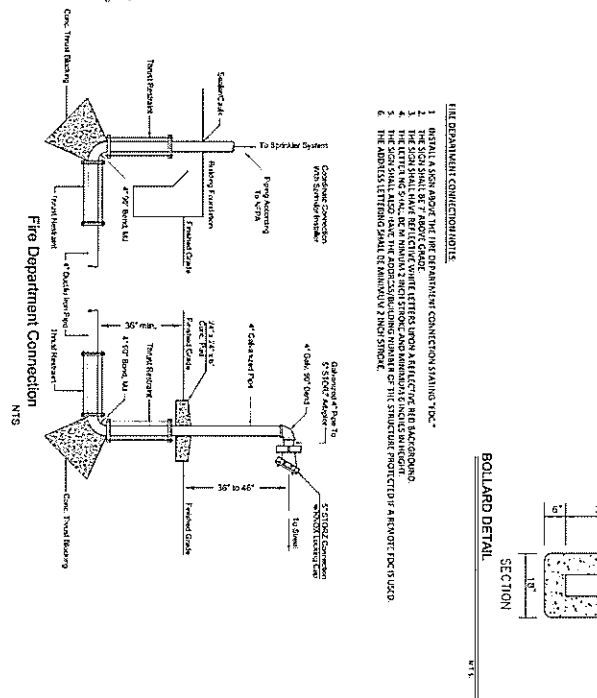 FIRE DEPARTMENT CONNECTION NOTES:
1 INSTALL A SIGN ABOVE THE FIRE DEPARTMENT CONNECTION STATING "FDC"
2. THE SIGN SHALL BE 7' ABOVE GRADE.
3. THE SIGN SHALL HAVE REFLECTIVE WHITE LETTERS UPON A REFLECTIVE RED BACKGROUND.
4. THE LETTERING SHALL BE MINIMUM 2 INCH STROKE AND MINIMUM 6 INCHES IN HEIGHT.
5. THE SIGN SHALL ALSO HAVE THE ADDRESS/BUILDING NUMBER OF THE STRUCTURE PROTECTED IF A REMOTE FDC IS USED.
6. THE ADDRESS LETTERING SHALL BE MINIMUM 2 INCH STROKE.
6"
18"
SECTION
BOLLARD DETAIL
N.T.S.
Coordinate Connection
With Sprinkler Installer
To Sprinkler System
Piping According
To NFPA
Sealer/Caulk
Building Foundation
Finished Grade
Thrust Restraint
4" 90° Bend, MJ
Conc. Thrust Blocking
Thrust Restraint
4" Ductile Iron Pipe
Galvanized 4" Pipe To
5" STORZ Adapter
4" Galv. 90° Bend
5" STORZ Connection
w/KNOX Locking Cap
To Street
4" Galvanized Pipe
36" to 46"
24"x24"x6"
Conc. Pad
Finished Grade
Finished Grade
36" min.
Thrust Restraint
4" 90° Bend, MJ
Thrust Restraint
Conc. Thrust Blocking
Fire Department Connection
NTS